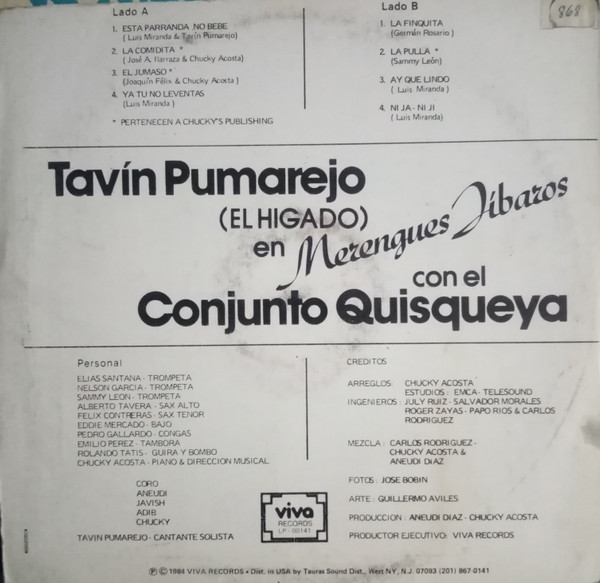 Lado A
1. ESTA PARRANDA NO BEBE
( Luis Miranda & Tavín Pumarejo)
2. LA COMIDITA *
( José A. Narraza & Chucky Acosta)
3. EL JUMASO *
(Joaquín Félix & Chucky Acosta )
4. YA TU NO LEVENTAS
(Luis Miranda )
* PERTENECEN A CHUCKY'S PUBLISHING
Lado B
1. LA FINQUITA
(Germán Rosario )
2. LA PULLA *
(Sammy León)
3. AY QUE LINDO
( Luis Miranda )
4. NI JA - NI JI
( Luis Miranda)
868
Tavín Pumarejo
(EL HIGADO)
en Merengues Jíbaros
con el
Conjunto Quisqueya
Personal
ELIAS SANTANA - TROMPETA
NELSON GARCIA - TROMPETA
SAMMY LEON - TROMPETA
ALBERTO TAVERA - SAX ALTO
FELIX CONTRERAS - SAX TENOR
EDDIE MERCADO - BAJO
PEDRO GALLARDO - CONGAS
EMILIO PEREZ - TAMBORA
ROLANDO TATIS - GUIRA Y BOMBO
CHUCKY ACOSTA - PIANO & DIRECCION MUSICAL
CORO
ANEUDI
JAVISH
ADIB
CHUCKY
TAVIN PUMAREJO - CANTANTE SOLISTA
viva
RECORDS
LP - 88141
CREDITOS
ARREGLOS: CHUCKY ACOSTA
ESTUDIOS: EMCA - TELESOUND
INGENIEROS: JULY RUIZ - SALVADOR MORALES
ROGER ZAYAS - PAPO RIOS & CARLOS
RODRIGUEZ
MEZCLA: CARLOS RODRIGUEZ -
CHUCKY ACOSTA &
ANEUDI DIAZ
FOTOS: JOSE BOBIN
ARTE: GUILLERMO AVILES
PRODUCCION: ANEUDI DIAZ - CHUCKY ACOSTA
PRODUCTOR EJECUTIVO: VIVA RECORDS
Ⓟ © 1984 VIVA RECORDS • Dist. in USA by Tauras Sound Dist., West NY, N.J. 07093 (201) 867-0141